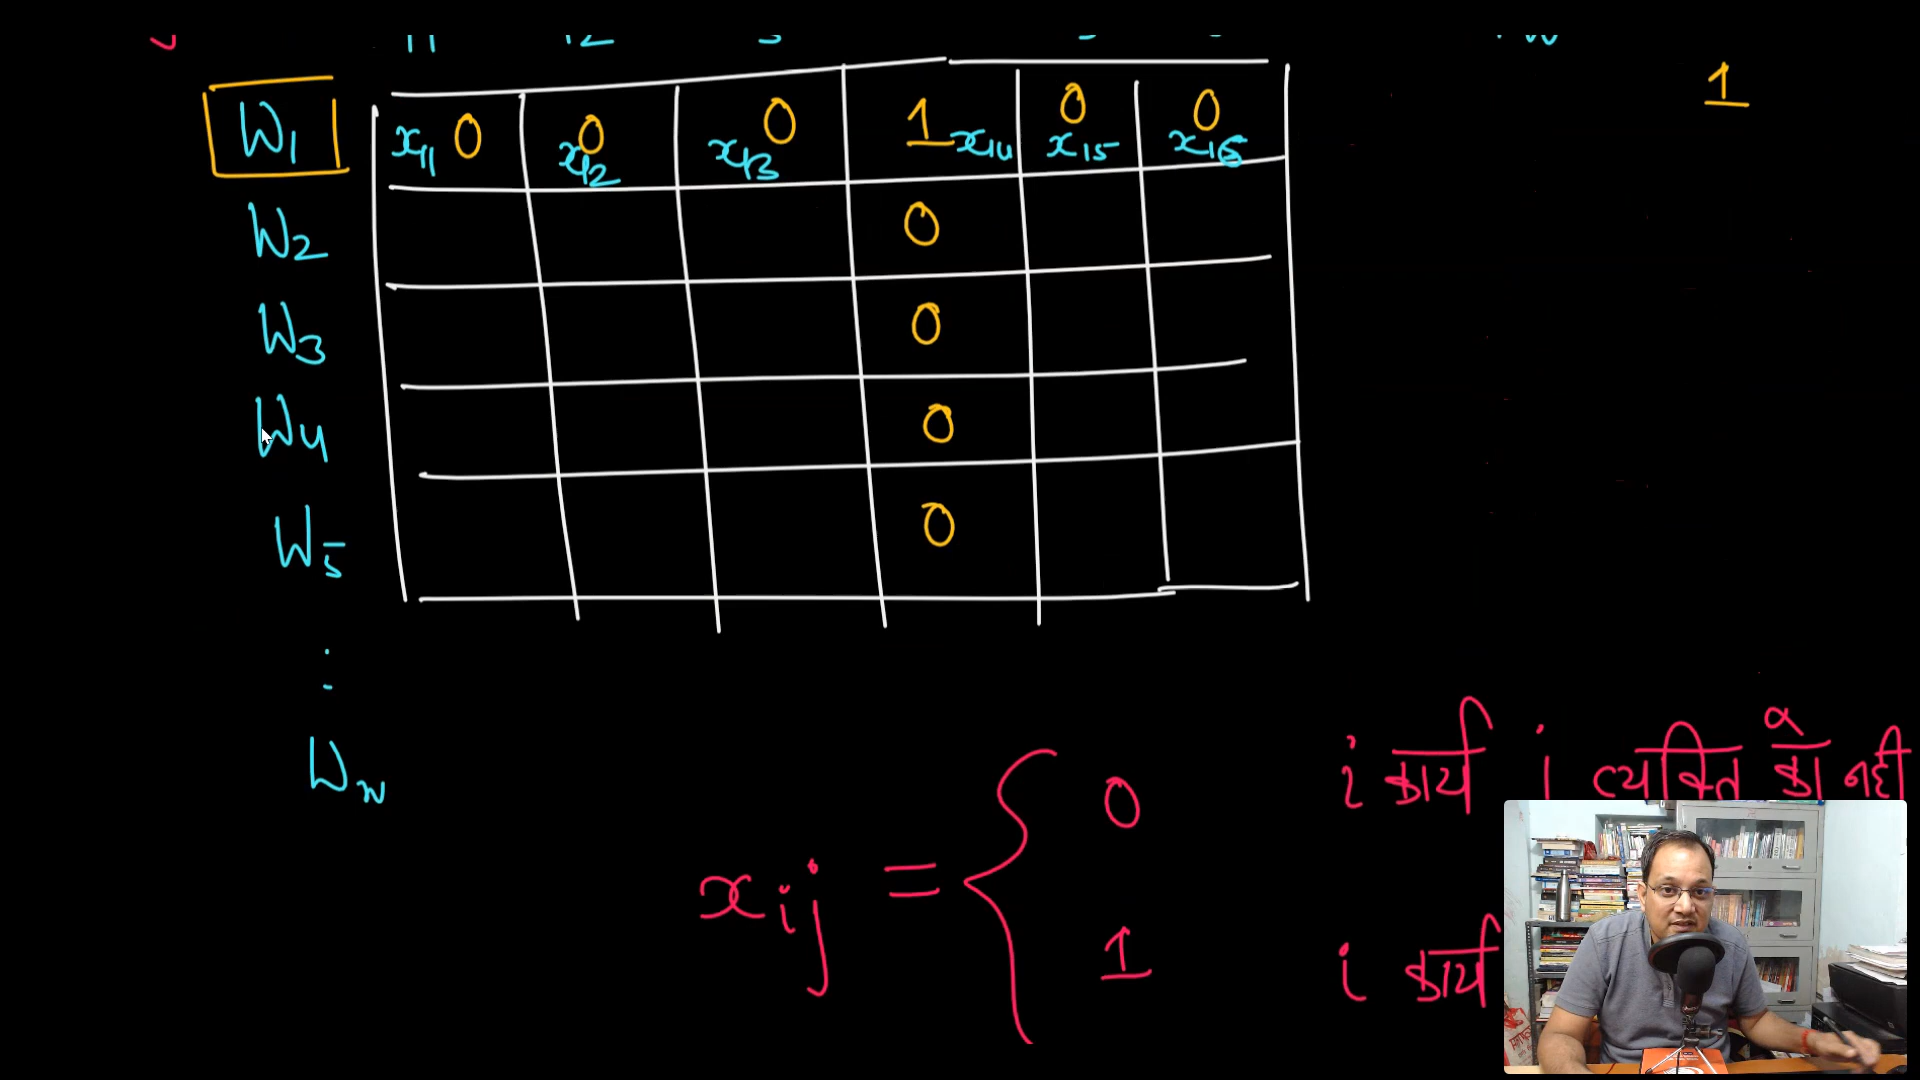 1
W1 x11 0 x12 0 x13 0 1 x14 0 x15 0 x16
W2 0
W3 0
W4 0
W5 0
:
Wn
0 i कार्य j व्यक्ति को नहीं
xij =
1 i कार्य